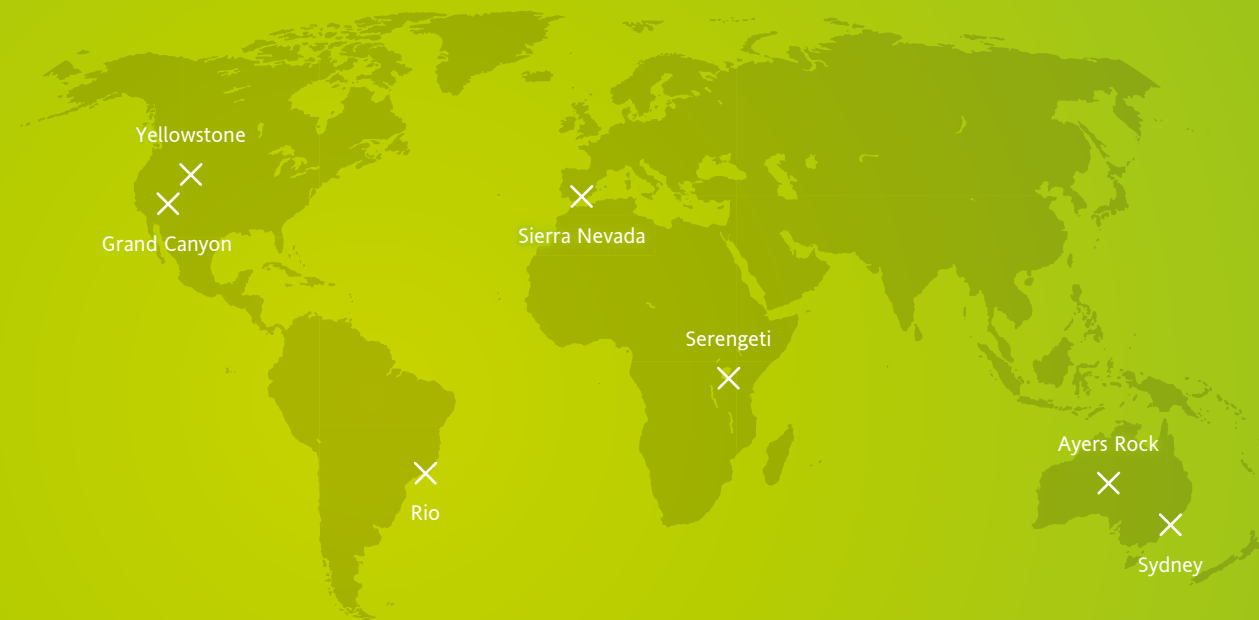 Yellowstone
Grand Canyon
Sierra Nevada
Serengeti
Ayers Rock
Rio
Sydney